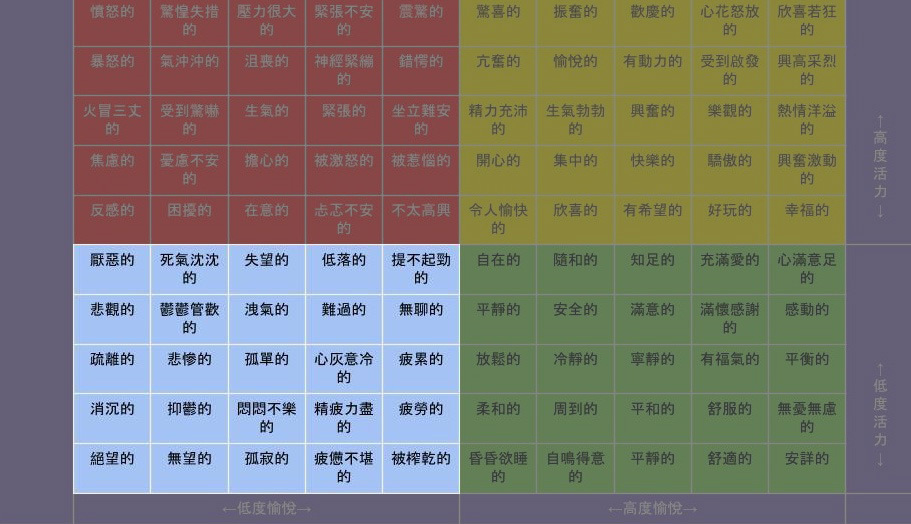 憤怒的 驚惶失措的 壓力很大的 緊張不安的 震驚的 驚喜的 振奮的 歡慶的 心花怒放的 欣喜若狂的
暴怒的 氣沖沖的 沮喪的 神經緊繃的 錯愕的 亢奮的 愉悅的 有動力的 受到啟發的 興高采烈的
火冒三丈的 受到驚嚇的 生氣的 緊張的 坐立難安的 精力充沛的 生氣勃勃的 興奮的 樂觀的 熱情洋溢的
焦慮的 憂慮不安的 擔心的 被激怒的 被惹惱的 開心的 集中的 快樂的 驕傲的 興奮激動的
反感的 困擾的 在意的 忐忑不安的 不太高興 令人愉快的 欣喜的 有希望的 好玩的 幸福的
厭惡的 死氣沈沈的 失望的 低落的 提不起勁的 自在的 隨和的 知足的 充滿愛的 心滿意足的
悲觀的 鬱鬱管歡的 洩氣的 難過的 無聊的 平靜的 安全的 滿意的 滿懷感謝的 感動的
疏離的 悲慘的 孤單的 心灰意冷的 疲累的 放鬆的 冷靜的 寧靜的 有福氣的 平衡的
消沉的 抑鬱的 悶悶不樂的 精疲力盡的 疲勞的 柔和的 周到的 平和的 舒服的 無憂無慮的
絕望的 無望的 孤寂的 疲憊不堪的 被榨乾的 昏昏欲睡的 自鳴得意的 平靜的 舒適的 安詳的
←低度愉悅→ ←高度愉悅→
←高度活力→
←低度活力→